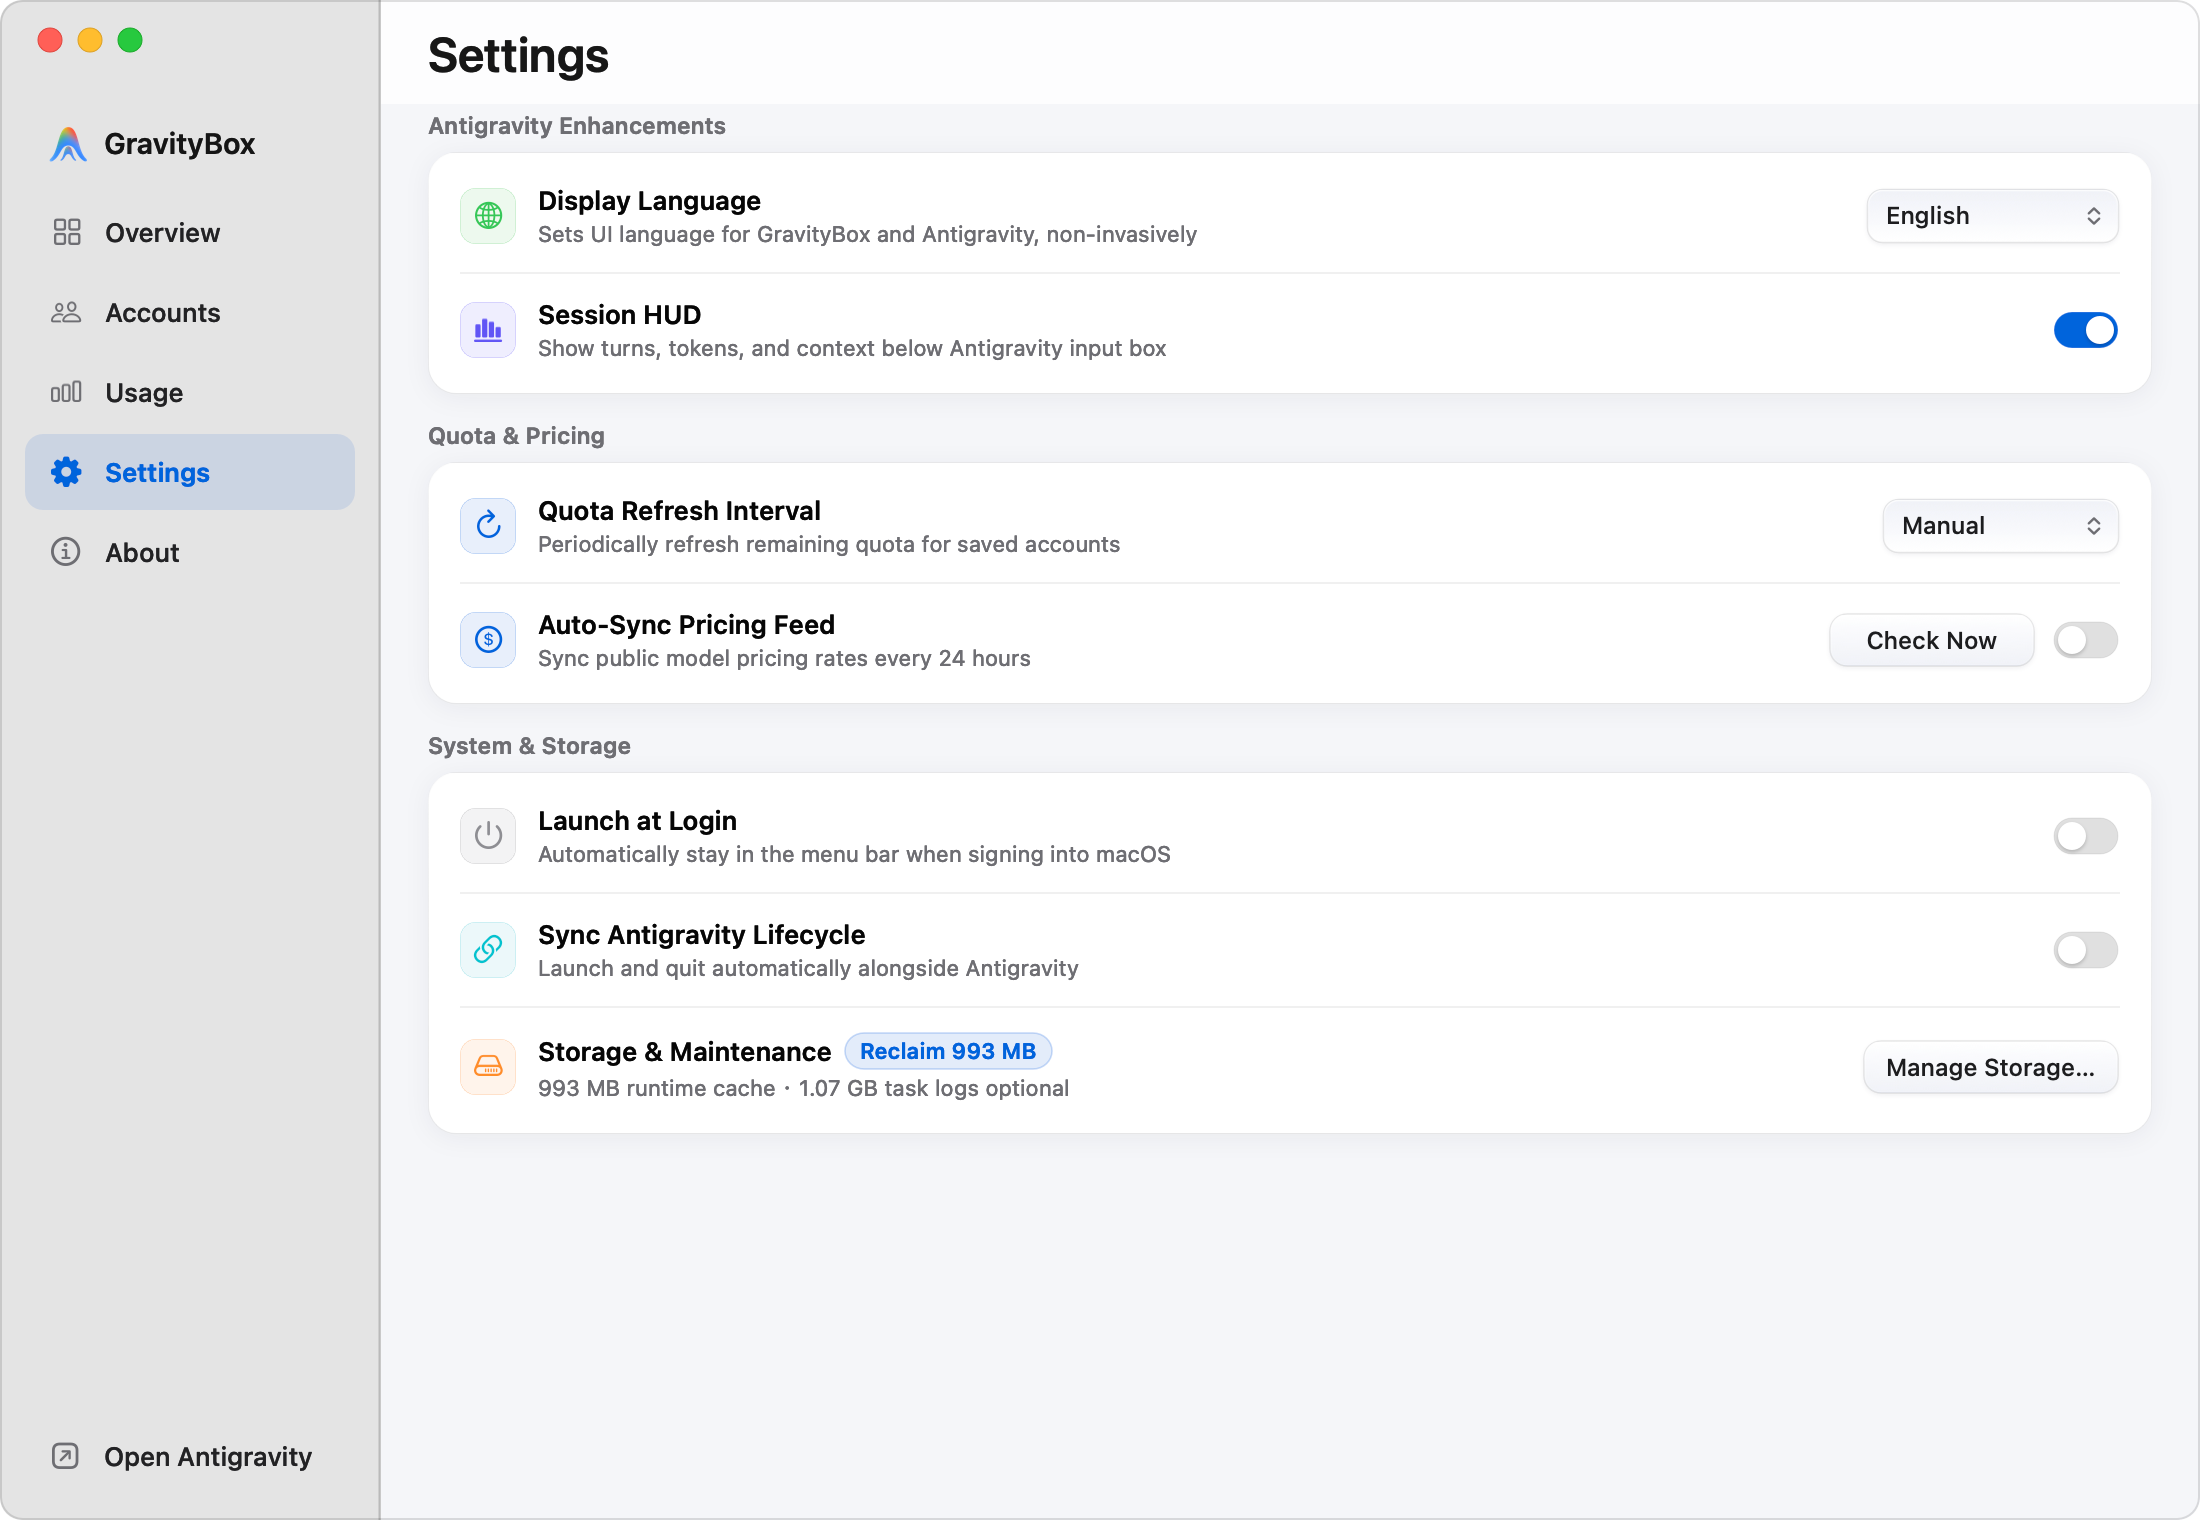 GravityBox
Overview
Accounts
Usage
Settings
About
Open Antigravity
Settings
Antigravity Enhancements
Display Language
Sets UI language for GravityBox and Antigravity, non-invasively
English
Session HUD
Show turns, tokens, and context below Antigravity input box
Quota & Pricing
Quota Refresh Interval
Periodically refresh remaining quota for saved accounts
Manual
Auto-Sync Pricing Feed
Sync public model pricing rates every 24 hours
Check Now
System & Storage
Launch at Login
Automatically stay in the menu bar when signing into macOS
Sync Antigravity Lifecycle
Launch and quit automatically alongside Antigravity
Storage & Maintenance Reclaim 993 MB
993 MB runtime cache · 1.07 GB task logs optional
Manage Storage...